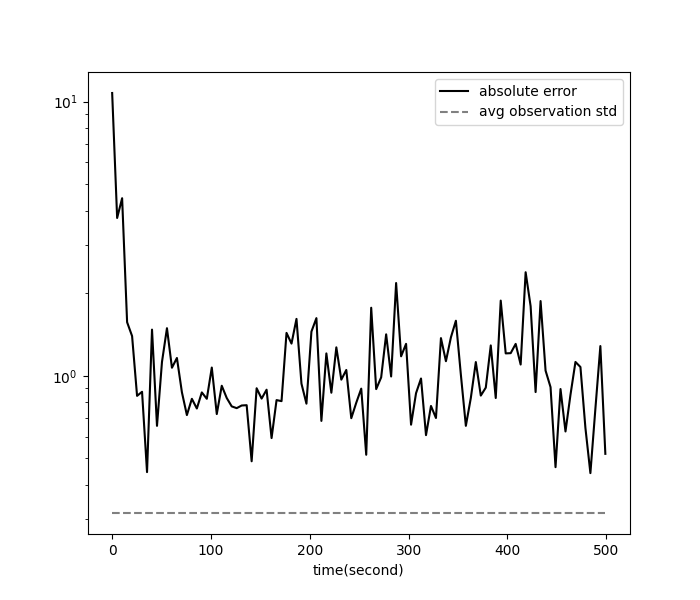 absolute error
avg observation std
10¹
10⁰
0 100 200 300 400 500
time(second)